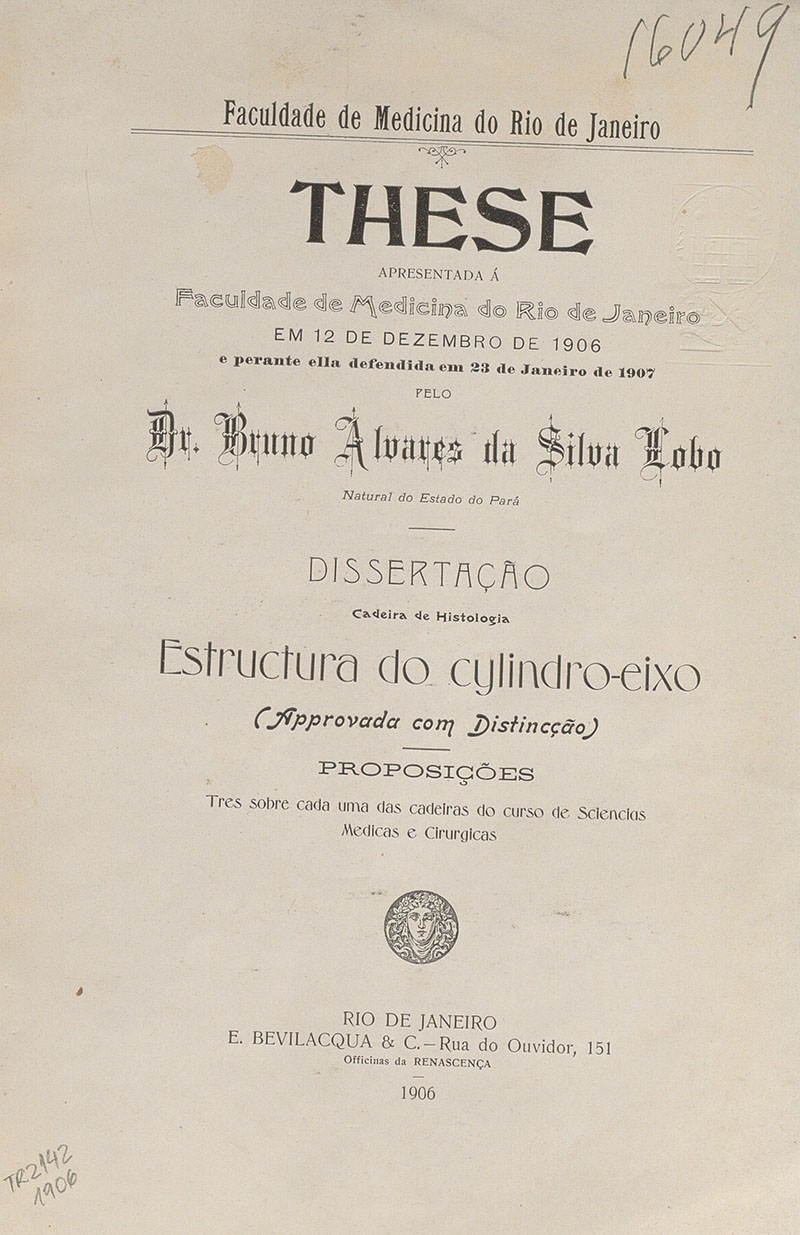 16049
Faculdade de Medicina do Rio de Janeiro
THESE
APRESENTADA Á
Faculdade de Medicina do Rio de Janeiro
EM 12 DE DEZEMBRO DE 1906
e perante ella defendida em 23 de Janeiro de 1907
PELO
Dr. Bruno Alvares da Silva Lobo
Natural do Estado do Pará
DISSERTAÇÃO
Cadeira de Histologia
Estructura do cylindro-eixo
(Approvada com Distincção)
PROPOSIÇÕES
Tres sobre cada uma das cadeiras do curso de Sciencias
Medicas e Cirurgicas
RIO DE JANEIRO
E. BEVILACQUA & C. – Rua do Ouvidor, 151
Officinas da RENASCENÇA
1906
TR2142
1906